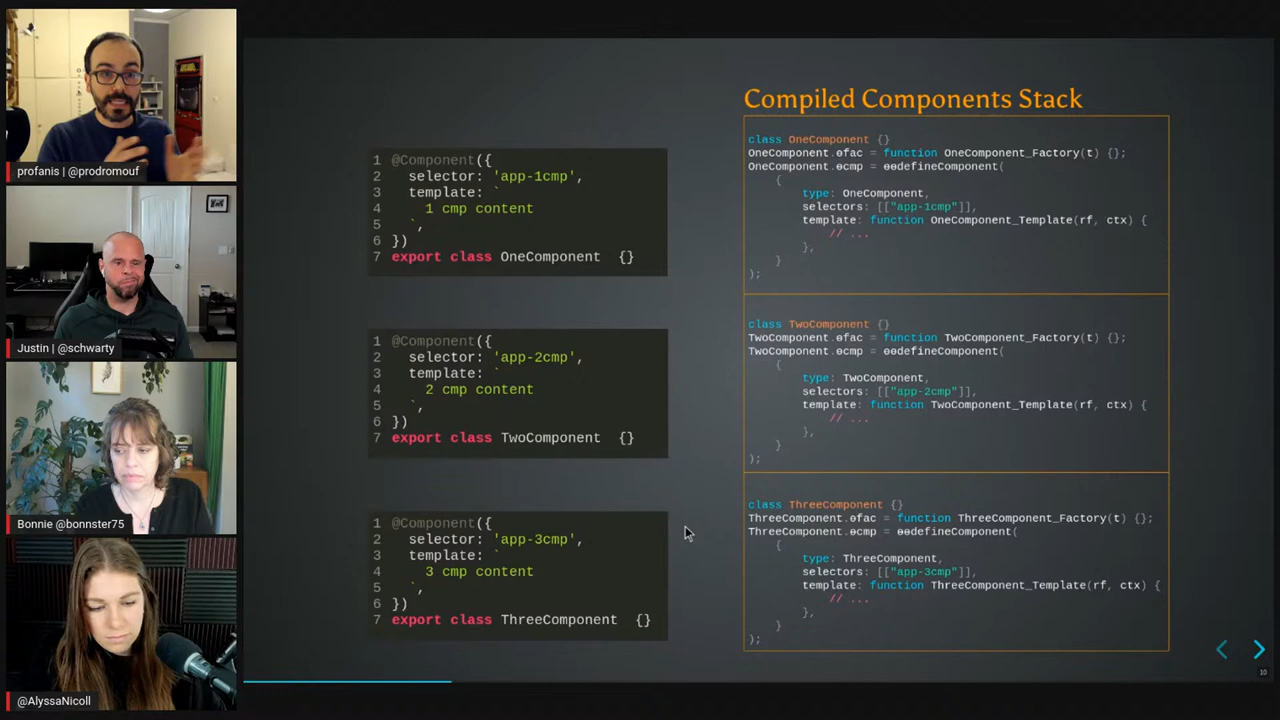 profanis | @prodromouf
Justin | @schwarty
Bonnie @bonnster75
@AlyssaNicoll
1 @Component({
2   selector: 'app-1cmp',
3   template: `
4     1 cmp content
5   `,
6 })
7 export class OneComponent  {}
1 @Component({
2   selector: 'app-2cmp',
3   template: `
4     2 cmp content
5   `,
6 })
7 export class TwoComponent  {}
1 @Component({
2   selector: 'app-3cmp',
3   template: `
4     3 cmp content
5   `,
6 })
7 export class ThreeComponent  {}
Compiled Components Stack
class OneComponent {}
OneComponent.ɵfac = function OneComponent_Factory(t) {};
OneComponent.ɵcmp = ɵɵdefineComponent(
    {
        type: OneComponent,
        selectors: [["app-1cmp"]],
        template: function OneComponent_Template(rf, ctx) {
            // ...
        },
    }
);
class TwoComponent {}
TwoComponent.ɵfac = function TwoComponent_Factory(t) {};
TwoComponent.ɵcmp = ɵɵdefineComponent(
    {
        type: TwoComponent,
        selectors: [["app-2cmp"]],
        template: function TwoComponent_Template(rf, ctx) {
            // ...
        },
    }
);
class ThreeComponent {}
ThreeComponent.ɵfac = function ThreeComponent_Factory(t) {};
ThreeComponent.ɵcmp = ɵɵdefineComponent(
    {
        type: ThreeComponent,
        selectors: [["app-3cmp"]],
        template: function ThreeComponent_Template(rf, ctx) {
            // ...
        },
    }
);
10